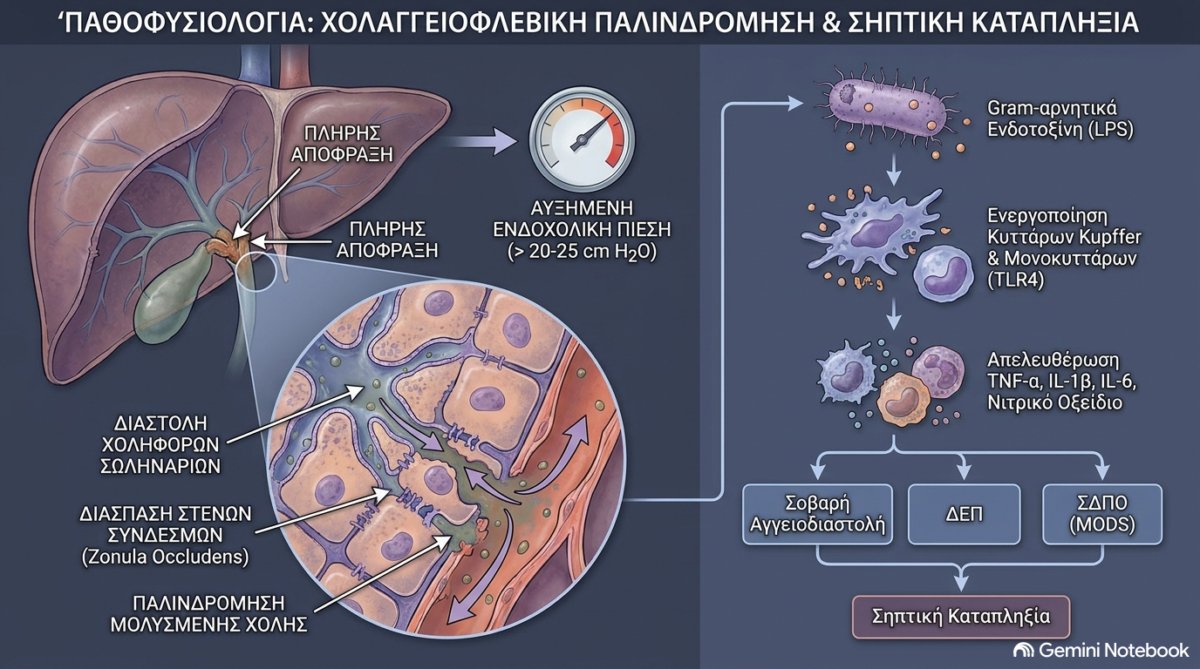 ‘ΠΑΘΟΦΥΣΙΟΛΟΓΙΑ: ΧΟΛΑΓΓΕΙΟΦΛΕΒΙΚΗ ΠΑΛΙΝΔΡΟΜΗΣΗ & ΣΗΠΤΙΚΗ ΚΑΤΑΠΛΗΞΙΑ
ΠΛΗΡΗΣ
ΑΠΟΦΡΑΞΗ
ΠΛΗΡΗΣ
ΑΠΟΦΡΑΞΗ
ΑΥΞΗΜΕΝΗ
ΕΝΔΟΧΟΛΙΚΗ ΠΙΕΣΗ
(> 20-25 cm H₂O)
ΔΙΑΣΤΟΛΗ
ΧΟΛΗΦΟΡΩΝ
ΣΩΛΗΝΑΡΙΩΝ
ΔΙΑΣΠΑΣΗ ΣΤΕΝΩΝ
ΣΥΝΔΕΣΜΩΝ
(Zonula Occludens)
ΠΑΛΙΝΔΡΟΜΗΣΗ
ΜΟΛΥΣΜΕΝΗΣ ΧΟΛΗΣ
Gram-αρνητικά
Ενδοτοξίνη (LPS)
Ενεργοποίηση
Κυττάρων Kupffer
& Μονοκυττάρων
(TLR4)
Απελευθέρωση
TNF-α, IL-1β, IL-6,
Νιτρικό Οξείδιο
Σοβαρή
Αγγειοδιαστολή
ΔΕΠ
ΣΔΠΟ
(MODS)
Σηπτική Καταπληξία
Gemini Notebook